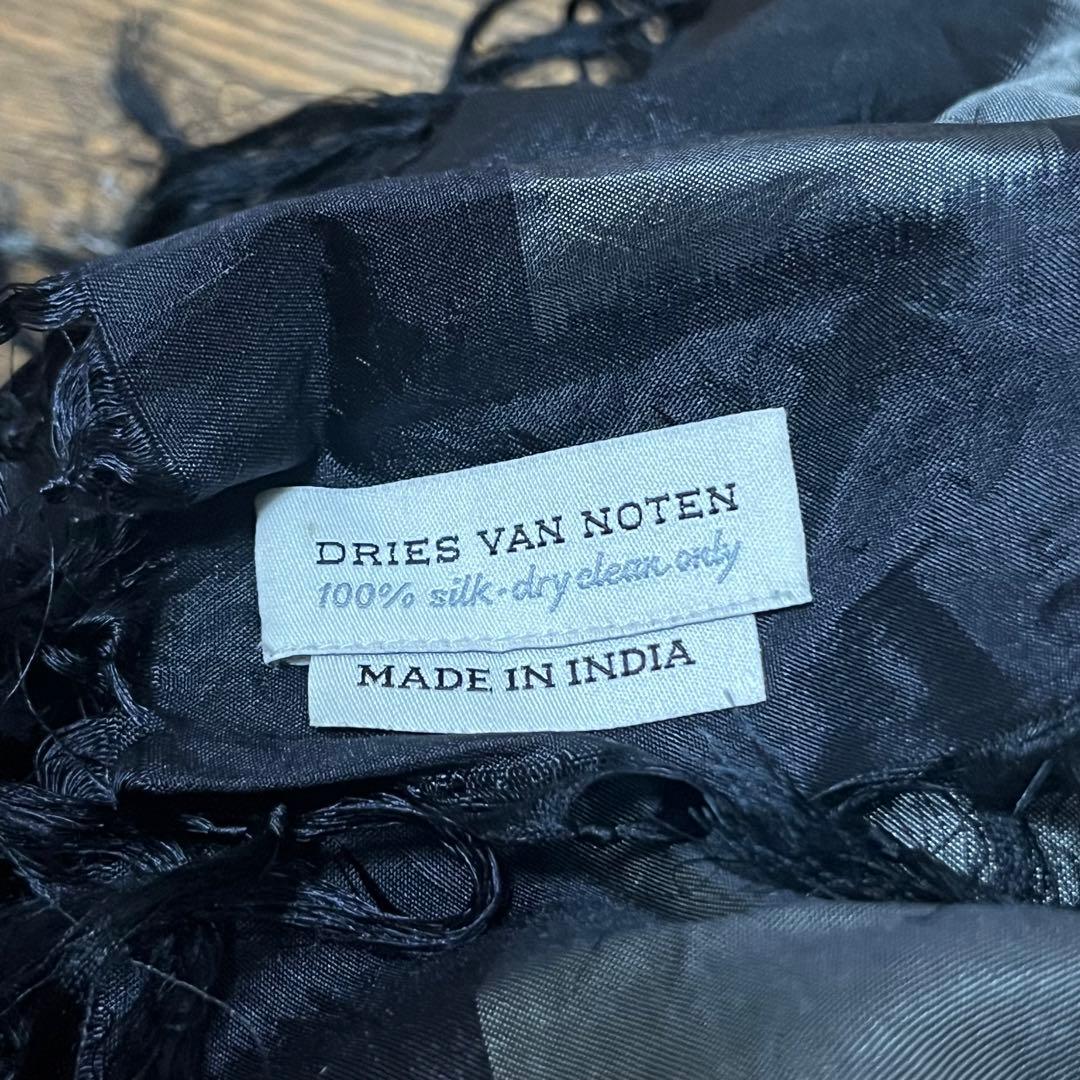 DRIES VAN NOTEN
100% silk-dry clean only
MADE IN INDIA